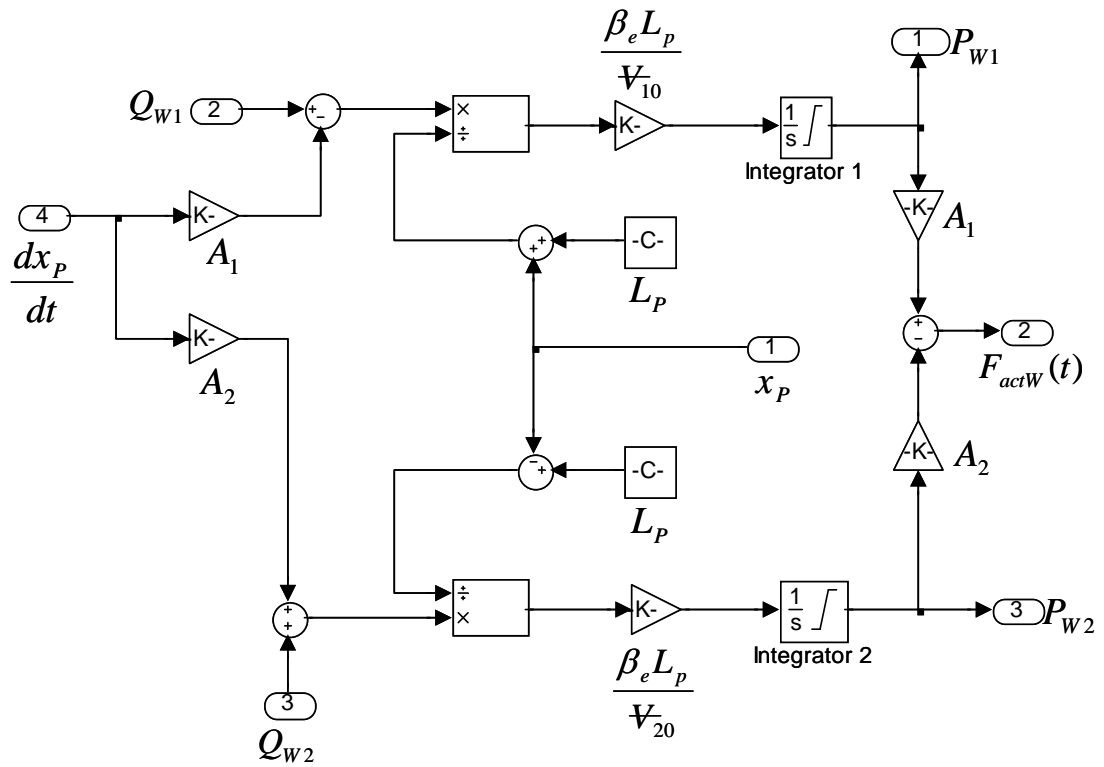 β_e L_p
V_10
1 P_W1
Q_W1 2
+ −
×
÷
K-
1
s
Integrator 1
4
K-
A_1
-K- A_1
dx_P
dt
+
+
-C-
L_P
K-
A_2
1
x_P
+
−
2
F_actW (t)
− +
-C-
L_P
-K- A_2
+
+
÷
×
K-
1
s
Integrator 2
3 P_W2
β_e L_p
V_20
3
Q_W2